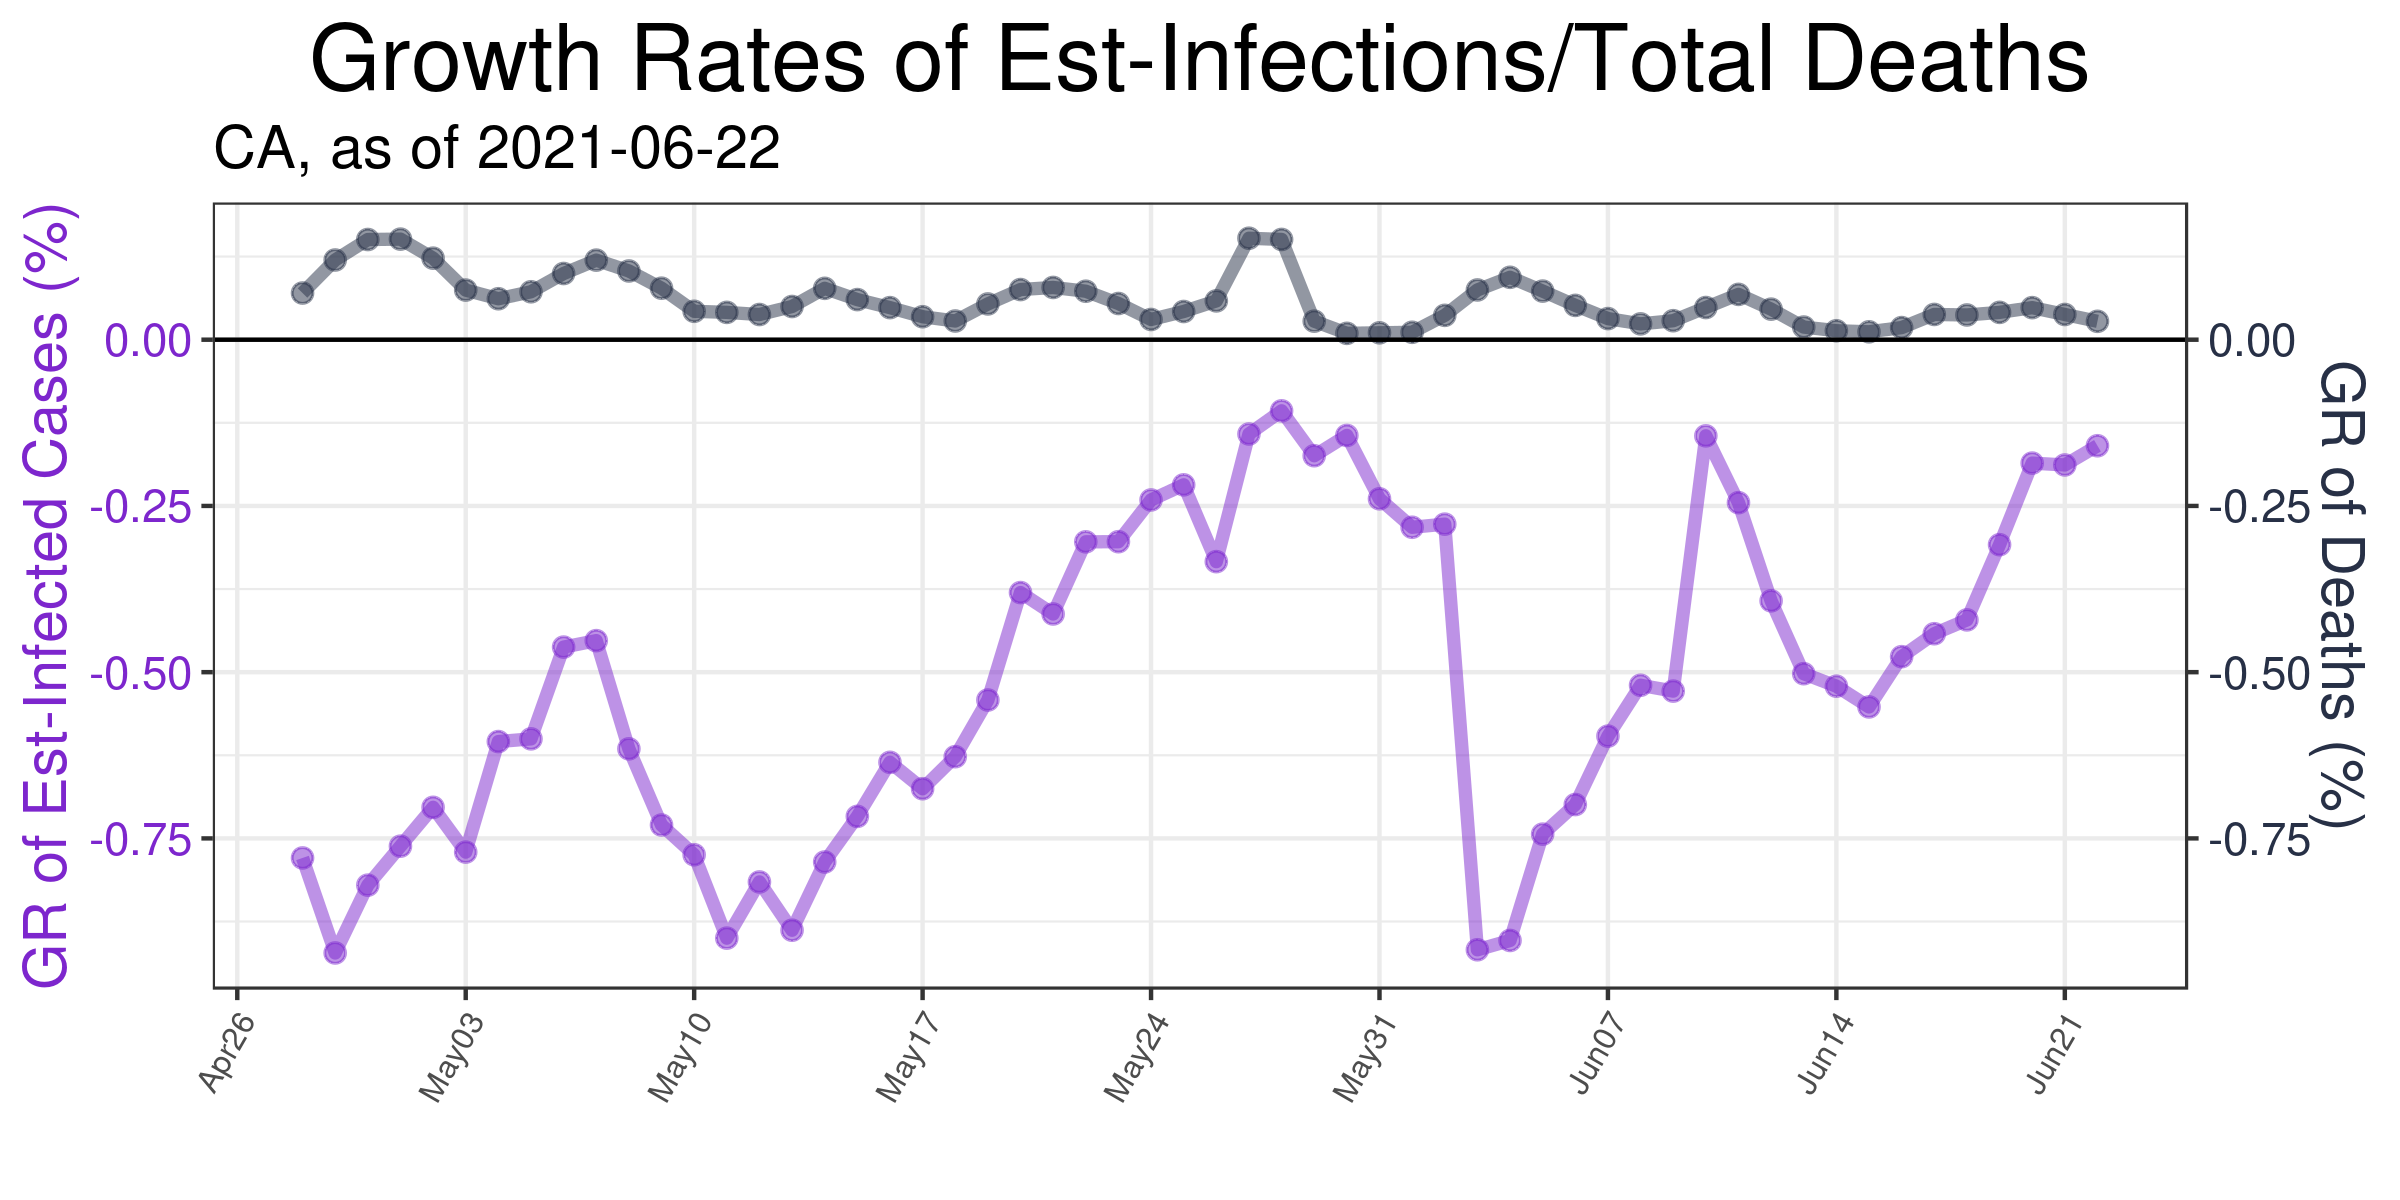 Growth Rates of Est-Infections/Total Deaths
CA, as of 2021-06-22
GR of Est-Infected Cases (%)
0.00
-0.25
-0.50
-0.75
0.00
-0.25
-0.50
-0.75
GR of Deaths (%)
Apr26
May03
May10
May17
May24
May31
Jun07
Jun14
Jun21